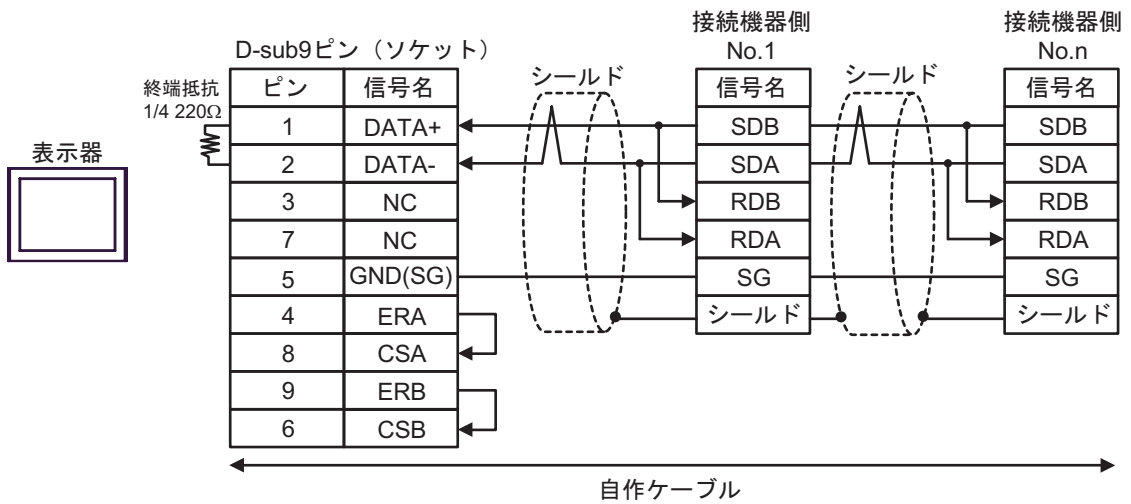 接続機器側
No.1
接続機器側
No.n
D-sub9ピン（ソケット）
終端抵抗
1/4 220Ω
表示器
シールド
シールド
ピン 信号名
1 DATA+
2 DATA-
3 NC
7 NC
5 GND(SG)
4 ERA
8 CSA
9 ERB
6 CSB
信号名
SDB
SDA
RDB
RDA
SG
シールド
信号名
SDB
SDA
RDB
RDA
SG
シールド
自作ケーブル